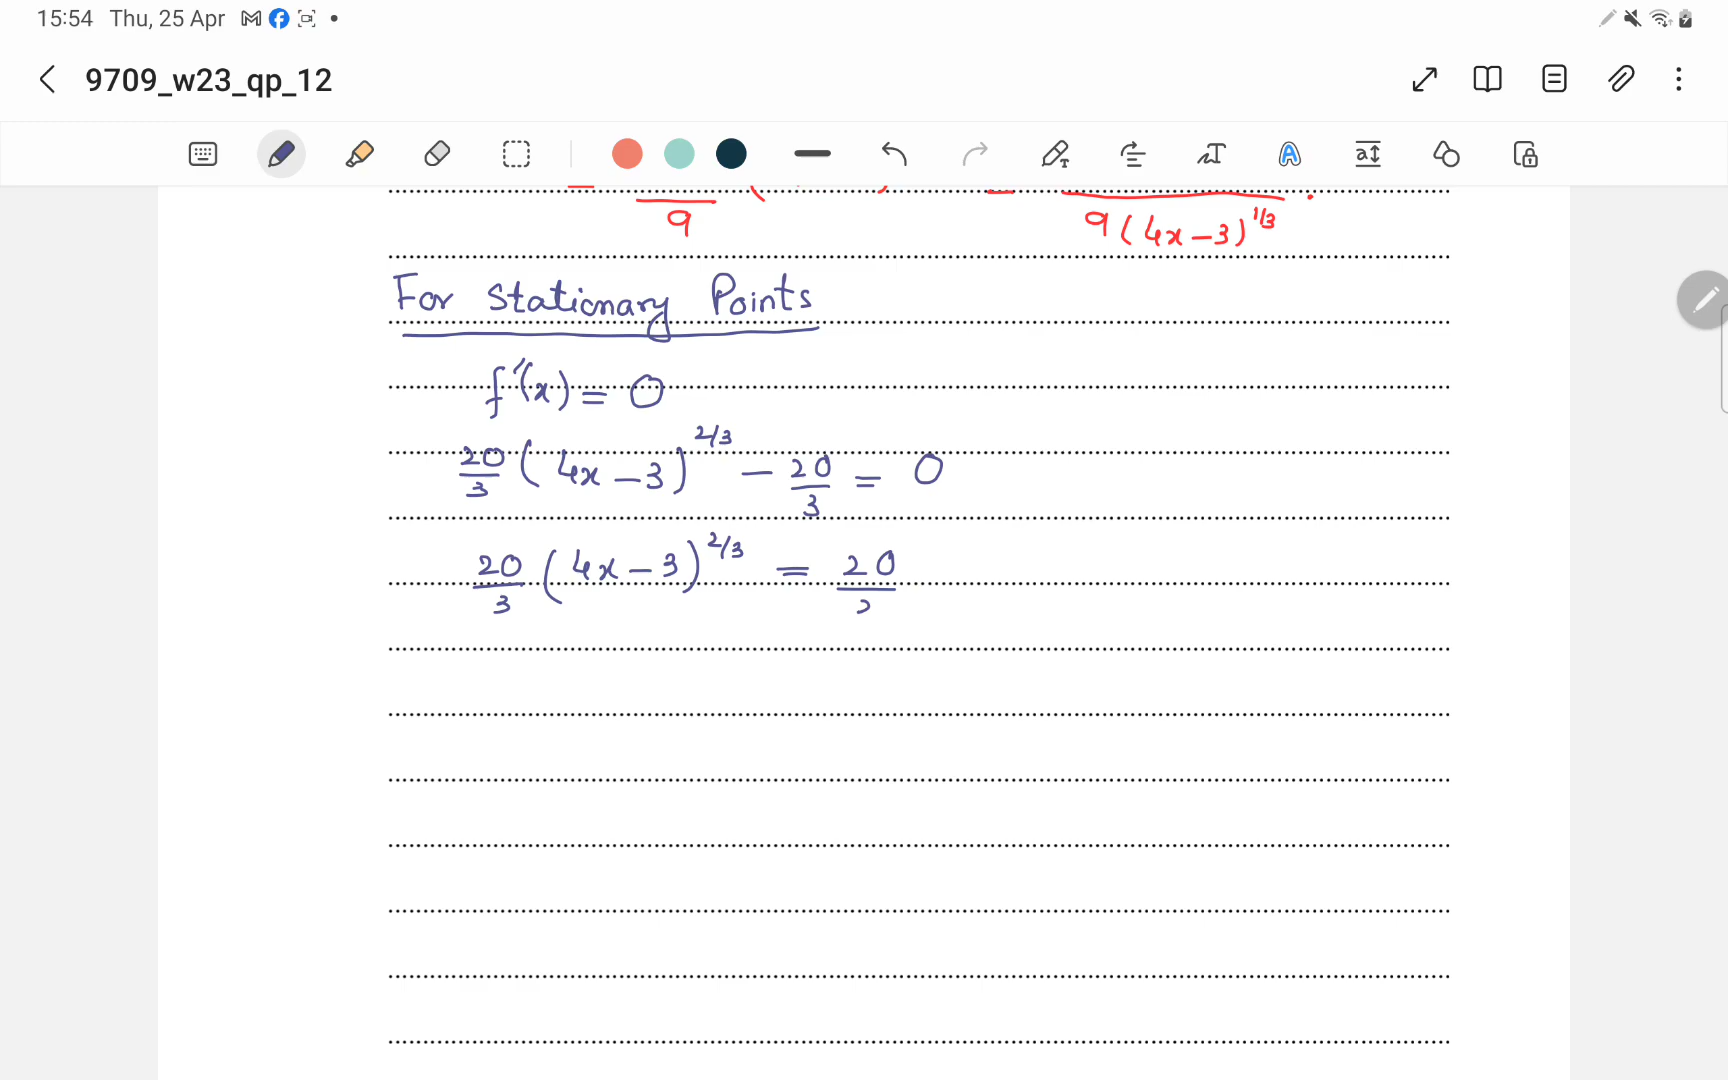 15:54 Thu, 25 Apr
9709_w23_qp_12
9
9(4x-3)^1/3
For Stationary Points
f'(x) = 0
20/3 (4x-3)^2/3 - 20/3 = 0
20/3 (4x-3)^2/3 = 20/